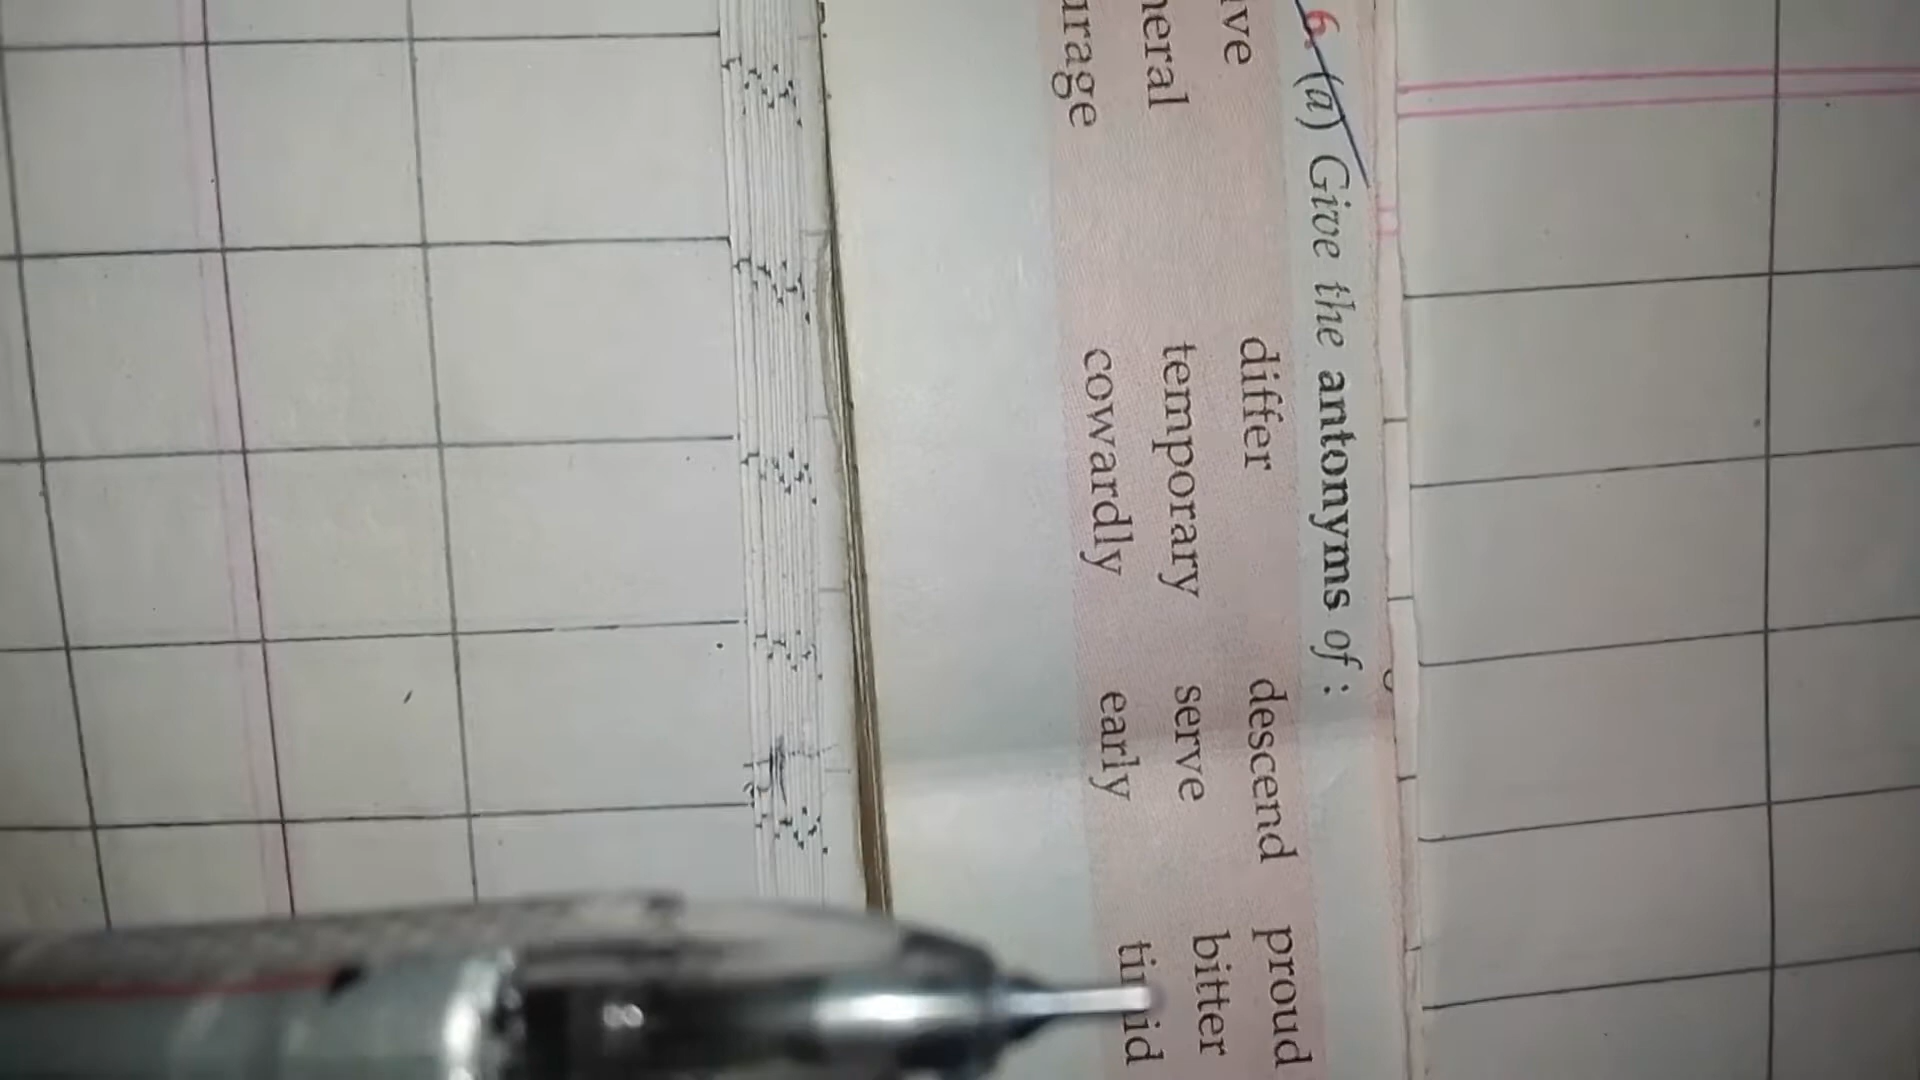 6. (a) Give the antonyms of :
differ descend proud
temporary serve bitter
cowardly early timid